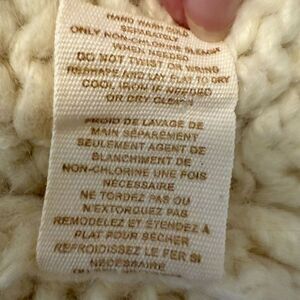 HAND WASH COLD
SEPARATELY
ONLY NON-CHLORINE BLEACH
WHEN NEEDED
DO NOT TWIST OR WRING
RESHAPE AND LAY FLAT TO DRY
COOL IRON IF NEEDED
OR DRY CLEAN
FROID DE LAVAGE DE
MAIN SÉPARÉMENT
SEULEMENT AGENT DE
BLANCHIMENT DE
NON-CHLORINE UNE FOIS
NÉCESSAIRE
NE TORDEZ PAS OU
N'EXTORQUEZ PAS
REMODELEZ ET ÉTENDEZ À
PLAT POUR SÉCHER
REFROIDISSEZ LE FER SI
NÉCESSAIRE